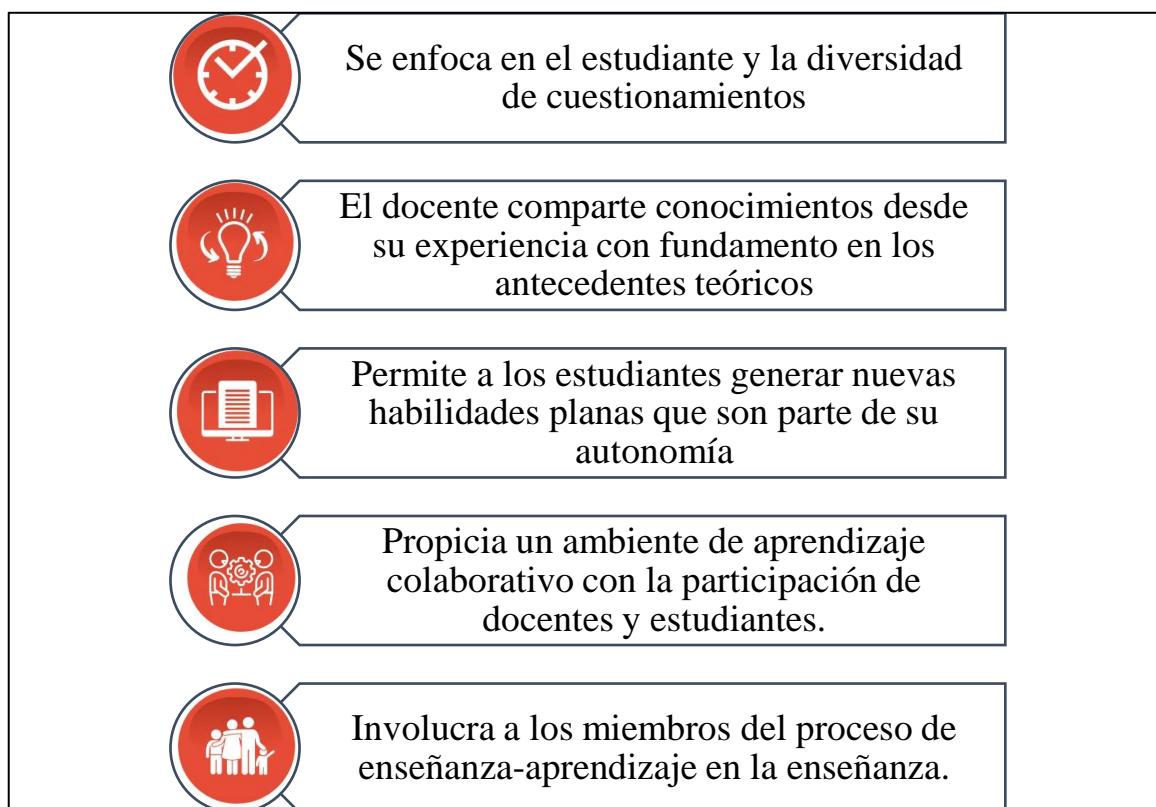 Se enfoca en el estudiante y la diversidad
de cuestionamientos
El docente comparte conocimientos desde
su experiencia con fundamento en los
antecedentes teóricos
Permite a los estudiantes generar nuevas
habilidades planas que son parte de su
autonomía
Propicia un ambiente de aprendizaje
colaborativo con la participación de
docentes y estudiantes.
Involucra a los miembros del proceso de
enseñanza-aprendizaje en la enseñanza.